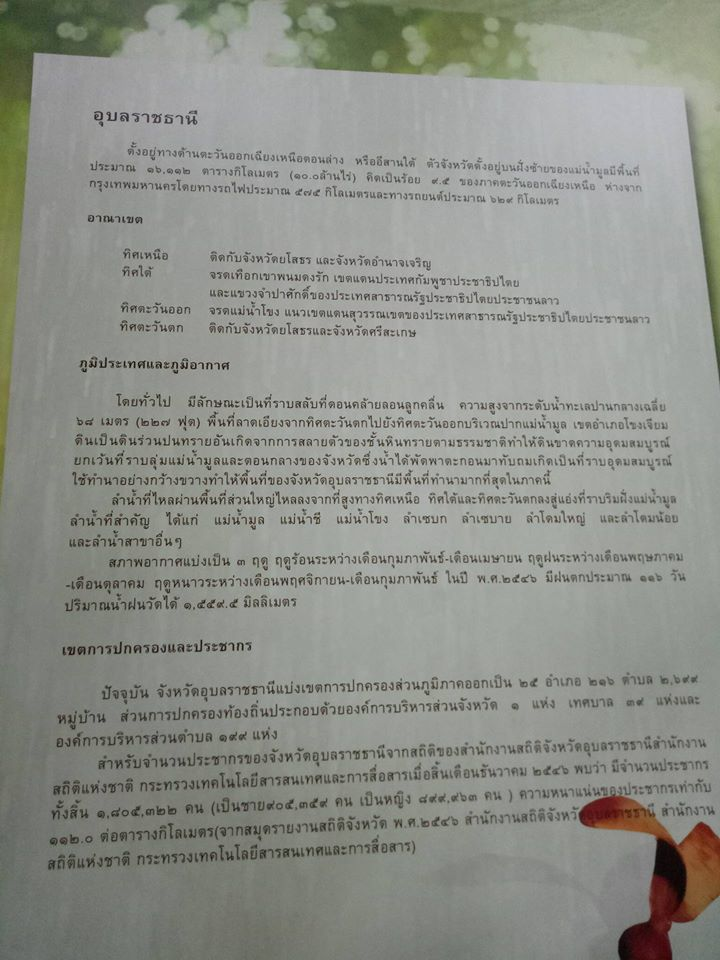 อุบลราชธานี
ตั้งอยู่ทางด้านตะวันออกเฉียงเหนือตอนล่าง หรืออีสานใต้ ตัวจังหวัดตั้งอยู่บนฝั่งซ้ายของแม่น้ำมูลมีพื้นที่
ประมาณ ๑๖,๑๑๒ ตารางกิโลเมตร (๑๐.๐ล้านไร่) คิดเป็นร้อย ๙.๕ ของภาคตะวันออกเฉียงเหนือ ห่างจาก
กรุงเทพมหานครโดยทางรถไฟประมาณ ๕๗๕ กิโลเมตรและทางรถยนต์ประมาณ ๖๒๙ กิโลเมตร
อาณาเขต
ทิศเหนือ ติดกับจังหวัดยโสธร และจังหวัดอำนาจเจริญ
ทิศใต้ จรดเทือกเขาพนมดงรัก เขตแดนประเทศกัมพูชาประชาธิปไตย
และแขวงจำปาศักดิ์ของประเทศสาธารณรัฐประชาธิปไตยประชาชนลาว
ทิศตะวันออก จรดแม่น้ำโขง แนวเขตแดนสุวรรณเขตของประเทศสาธารณรัฐประชาธิปไตยประชาชนลาว
ทิศตะวันตก ติดกับจังหวัดยโสธรและจังหวัดศรีสะเกษ
ภูมิประเทศและภูมิอากาศ
โดยทั่วไป มีลักษณะเป็นที่ราบสลับที่ดอนคล้ายลอนลูกคลื่น ความสูงจากระดับน้ำทะเลปานกลางเฉลี่ย
๖๘ เมตร (๒๒๗ ฟุต) พื้นที่ลาดเอียงจากทิศตะวันตกไปยังทิศตะวันออกบริเวณปากแม่น้ำมูล เขตอำเภอโขงเจียม
ดินเป็นดินร่วนปนทรายอันเกิดจากการสลายตัวของชั้นหินทรายตามธรรมชาติทำให้ดินขาดความอุดมสมบูรณ์
ยกเว้นที่ราบลุ่มแม่น้ำมูลและตอนกลางของจังหวัดซึ่งน้ำได้พัดพาตะกอนมาทับถมเกิดเป็นที่ราบอุดมสมบูรณ์
ใช้ทำนาอย่างกว้างขวางทำให้พื้นที่ของจังหวัดอุบลราชธานีมีพื้นที่ทำนามากที่สุดในภาคนี้
ลำน้ำที่ไหลผ่านพื้นที่ส่วนใหญ่ไหลลงจากที่สูงทางทิศเหนือ ทิศใต้และทิศตะวันตกลงสู่แอ่งที่ราบริมฝั่งแม่น้ำมูล
ลำน้ำที่สำคัญ ได้แก่ แม่น้ำมูล แม่น้ำชี แม่น้ำโขง ลำเซบก ลำเซบาย ลำโดมใหญ่ และลำโดมน้อย
และลำน้ำสาขาอื่นๆ
สภาพอากาศแบ่งเป็น ๓ ฤดู ฤดูร้อนระหว่างเดือนกุมภาพันธ์-เดือนเมษายน ฤดูฝนระหว่างเดือนพฤษภาคม
-เดือนตุลาคม ฤดูหนาวระหว่างเดือนพฤศจิกายน-เดือนกุมภาพันธ์ ในปี พ.ศ.๒๕๔๖ มีฝนตกประมาณ ๑๑๖ วัน
ปริมาณน้ำฝนวัดได้ ๑,๕๕๙.๕ มิลลิเมตร
เขตการปกครองและประชากร
ปัจจุบัน จังหวัดอุบลราชธานีแบ่งเขตการปกครองส่วนภูมิภาคออกเป็น ๒๕ อำเภอ ๒๑๖ ตำบล ๒,๖๙๙
หมู่บ้าน ส่วนการปกครองท้องถิ่นประกอบด้วยองค์การบริหารส่วนจังหวัด ๑ แห่ง เทศบาล ๓๙ แห่งและ
องค์การบริหารส่วนตำบล ๑๙๙ แห่ง
สำหรับจำนวนประชากรของจังหวัดอุบลราชธานีจากสถิติของสำนักงานสถิติจังหวัดอุบลราชธานีสำนักงาน
สถิติแห่งชาติ กระทรวงเทคโนโลยีสารสนเทศและการสื่อสารเมื่อสิ้นเดือนธันวาคม ๒๕๔๖ พบว่า มีจำนวนประชากร
ทั้งสิ้น ๑,๘๐๕,๓๒๒ คน (เป็นชาย๙๐๕,๓๕๙ คน เป็นหญิง ๘๙๙,๙๖๓ คน ) ความหนาแน่นของประชากรเท่ากับ
๑๑๒.๐ ต่อตารางกิโลเมตร(จากสมุดรายงานสถิติจังหวัด พ.ศ.๒๕๔๖ สำนักงานสถิติจังหวัดอุบลราชธานี สำนักงาน
สถิติแห่งชาติ กระทรวงเทคโนโลยีสารสนเทศและการสื่อสาร)